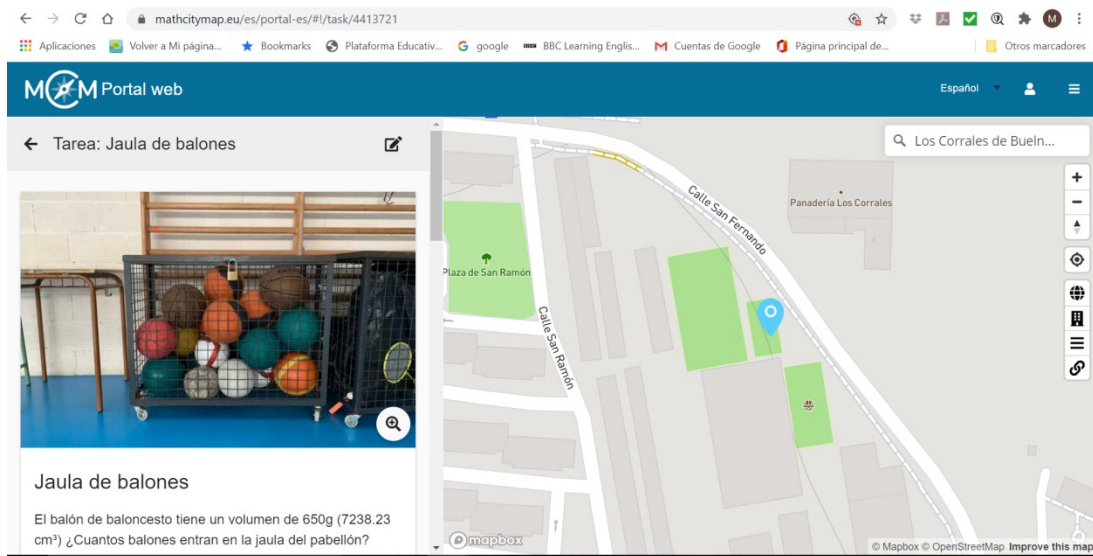 mathcitymap.eu/es/portal-es/#!/task/4413721
M
Aplicaciones
Volver a Mi página...
Bookmarks
Plataforma Educativ...
google
BBC Learning Englis...
Cuentas de Google
Página principal de...
Otros marcadores
MCM Portal web
Español
Tarea: Jaula de balones
Los Corrales de Bueln...
Calle San Fernando
Panadería Los Corrales
Plaza de San Ramón
Calle San Ramón
Jaula de balones
El balón de baloncesto tiene un volumen de 650g (7238.23
cm³) ¿Cuantos balones entran en la jaula del pabellón?
mapbox
© Mapbox © OpenStreetMap Improve this map